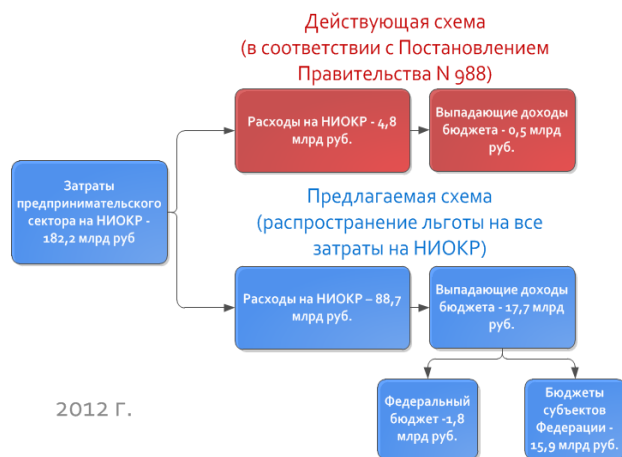 Действующая схема
(в соответствии с Постановлением
Правительства N 988)
Расходы на НИОКР - 4,8
млрд руб.
Выпадающие доходы
бюджета - 0,5 млрд
руб.
Затраты
предпринимательского
сектора на НИОКР -
182,2 млрд руб
Предлагаемая схема
(распространение льготы на все
затраты на НИОКР)
Расходы на НИОКР – 88,7
млрд руб.
Выпадающие доходы
бюджета - 17,7 млрд
руб.
Федеральный
бюджет -1,8
млрд руб.
Бюджеты
субъектов
Федерации -
15,9 млрд руб.
2012 г.